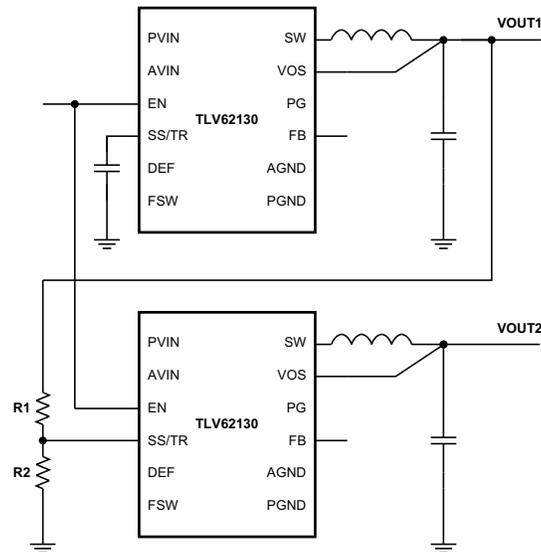 VOUT1
PVIN SW
AVIN VOS
EN PG
TLV62130
SS/TR FB
DEF AGND
FSW PGND
VOUT2
PVIN SW
AVIN VOS
R1 EN PG
TLV62130
SS/TR FB
R2 DEF AGND
FSW PGND